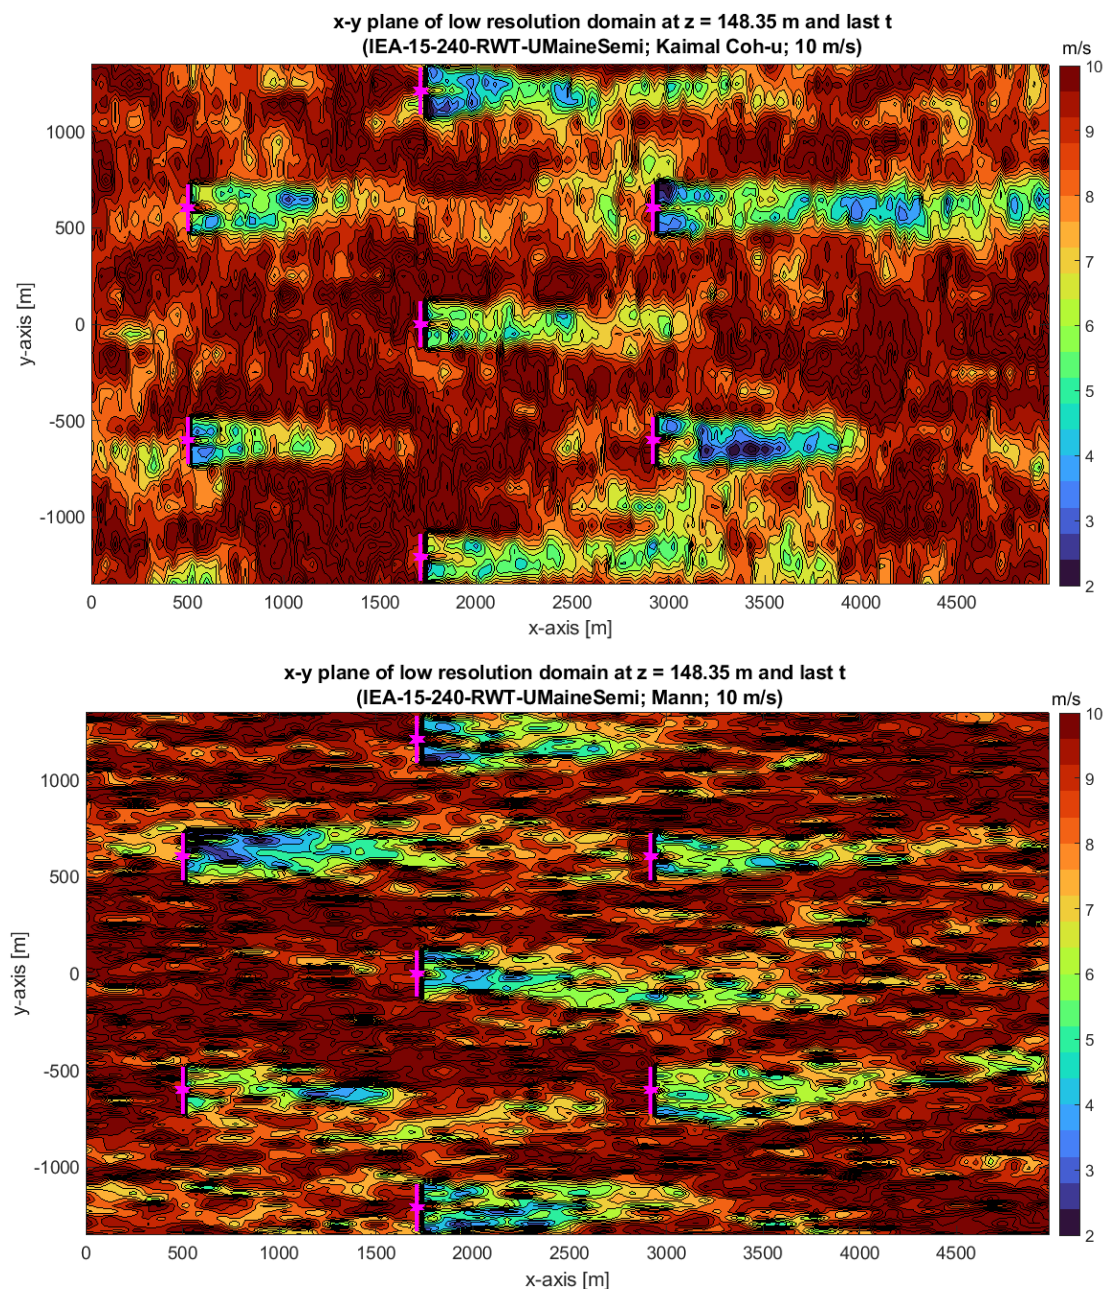 x-y plane of low resolution domain at z = 148.35 m and last t
(IEA-15-240-RWT-UMaineSemi; Kaimal Coh-u; 10 m/s)
m/s
10
9
8
7
6
5
4
3
2
1000
500
0
-500
-1000
y-axis [m]
0 500 1000 1500 2000 2500 3000 3500 4000 4500
x-axis [m]
x-y plane of low resolution domain at z = 148.35 m and last t
(IEA-15-240-RWT-UMaineSemi; Mann; 10 m/s)
m/s
10
9
8
7
6
5
4
3
2
1000
500
0
-500
-1000
y-axis [m]
0 500 1000 1500 2000 2500 3000 3500 4000 4500
x-axis [m]